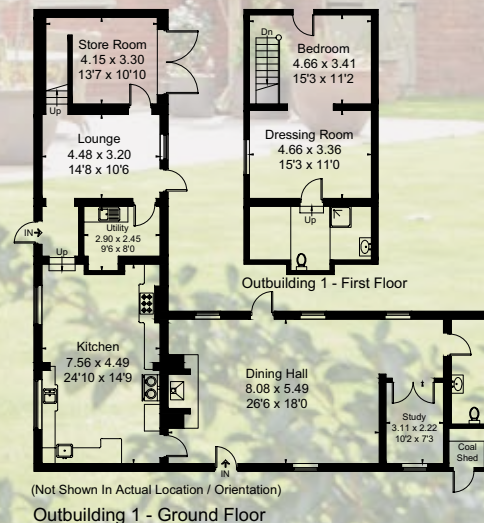 Store Room
4.15 x 3.30
13'7 x 10'10
Up
Lounge
4.48 x 3.20
14'8 x 10'6
IN
Utility
2.90 x 2.45
9'6 x 8'0
Up
Kitchen
7.56 x 4.49
24'10 x 14'9
Dn
Bedroom
4.66 x 3.41
15'3 x 11'2
Dressing Room
4.66 x 3.36
15'3 x 11'0
Up
Outbuilding 1 - First Floor
Dining Hall
8.08 x 5.49
26'6 x 18'0
Study
3.11 x 2.22
10'2 x 7'3
Coal
Shed
IN
(Not Shown In Actual Location / Orientation)
Outbuilding 1 - Ground Floor